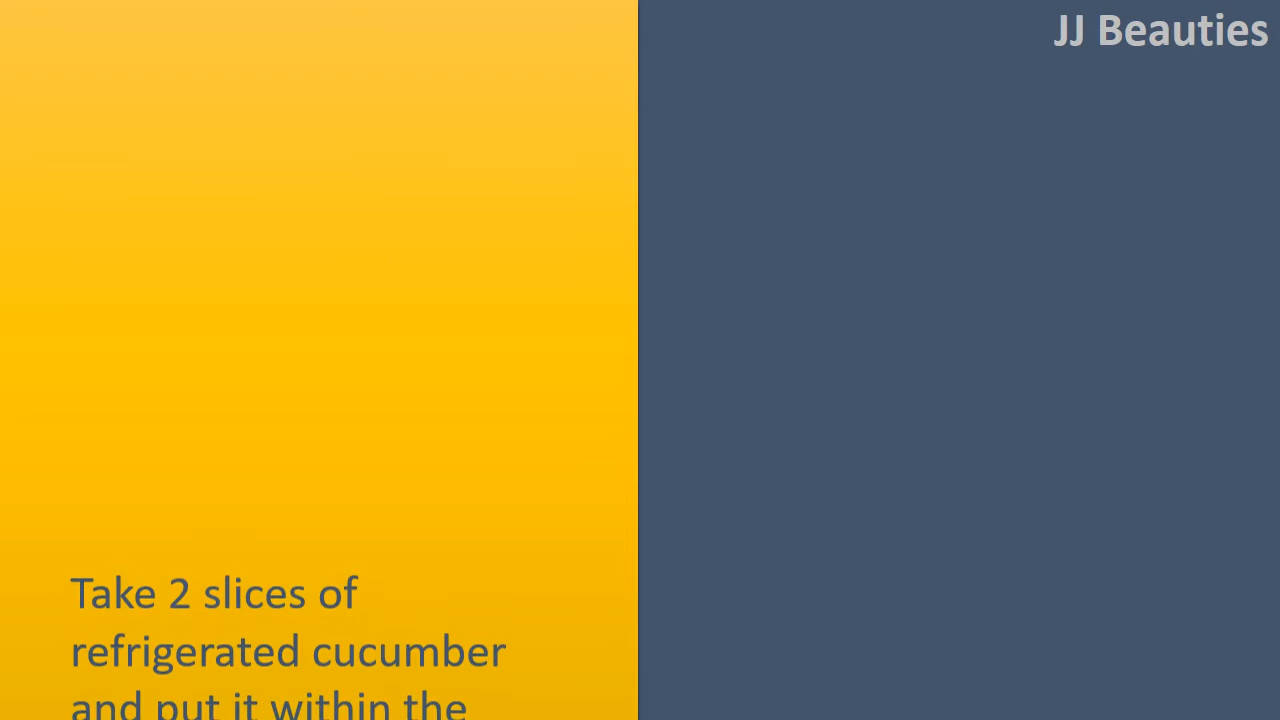 JJ Beauties
Take 2 slices of
refrigerated cucumber
and put it within the